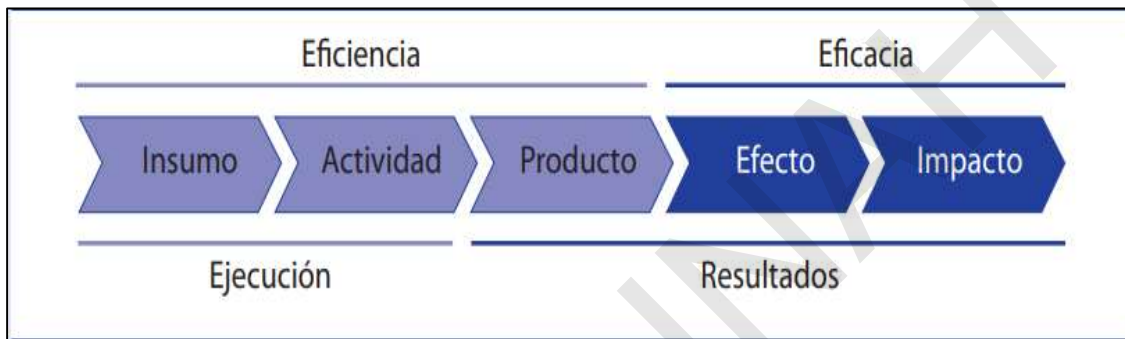 Eficiencia Eficacia
Insumo Actividad Producto Efecto Impacto
Ejecución Resultados